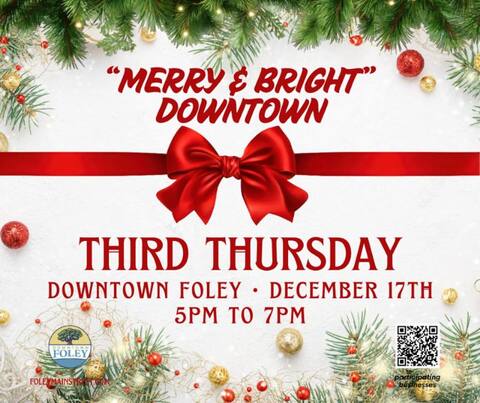 "MERRY & BRIGHT"
DOWNTOWN
THIRD THURSDAY
DOWNTOWN FOLEY • DECEMBER 17TH
5PM TO 7PM
FOLEY
FOLEYMAINSTREET.COM
participating
businesses